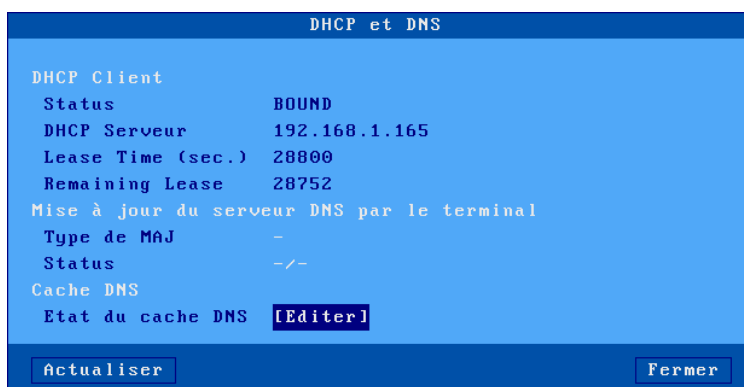 DHCP et DNS
DHCP Client
Status BOUND
DHCP Serveur 192.168.1.165
Lease Time (sec.) 28800
Remaining Lease 28752
Mise à jour du serveur DNS par le terminal
Type de MAJ -
Status -/-
Cache DNS
Etat du cache DNS [Editer]
Actualiser Fermer